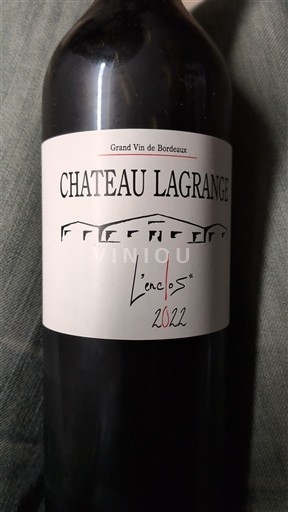 Grand Vin de Bordeaux
CHATEAU LAGRANGE
VINIOU
L'enclos"
2022